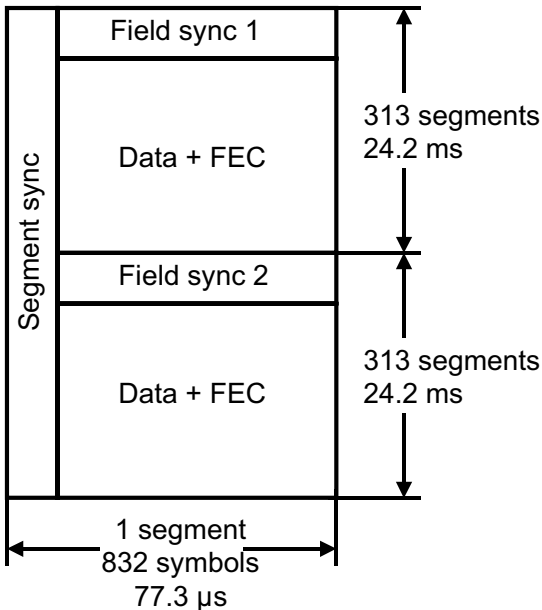 Field sync 1
313 segments
24.2 ms
Data + FEC
Segment sync
Field sync 2
313 segments
24.2 ms
Data + FEC
1 segment
832 symbols
77.3 μs